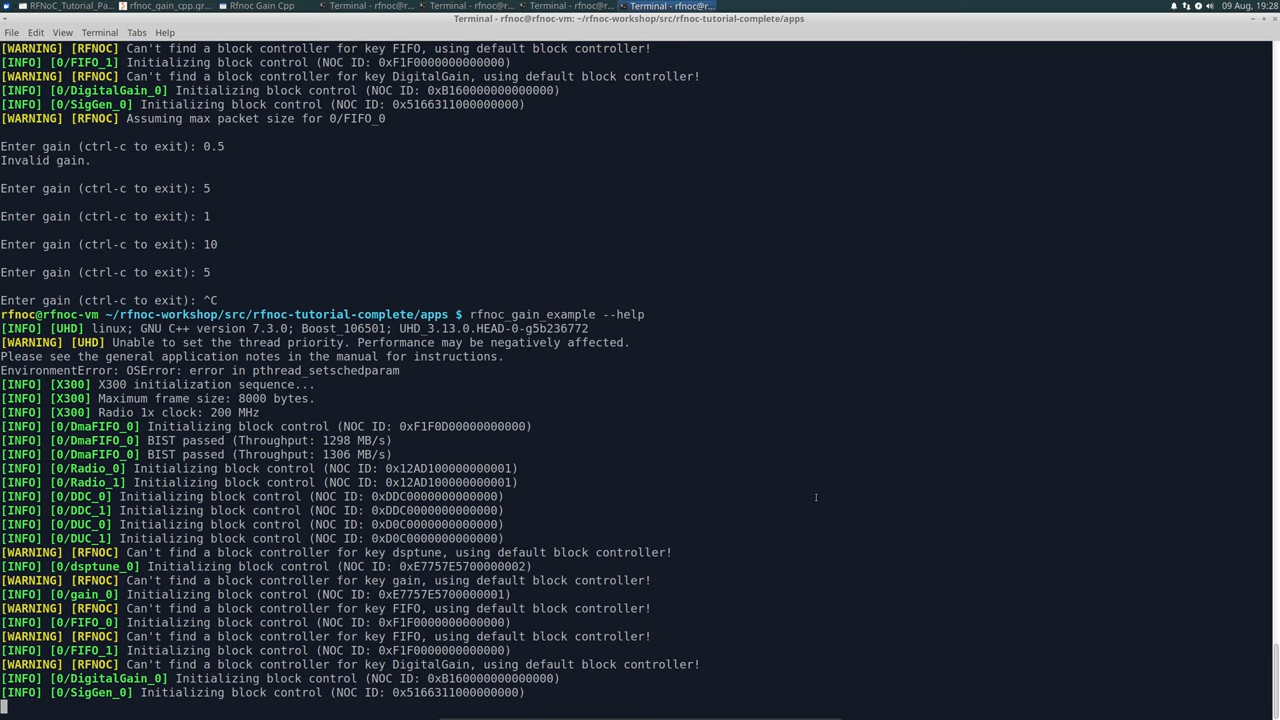 RFNoC_Tutorial_Pa... rfnoc_gain_cpp.gr... Rfnoc Gain Cpp Terminal - rfnoc@r... Terminal - rfnoc@r... Terminal - rfnoc@r... Terminal - rfnoc@r... 09 Aug, 19:28
Terminal - rfnoc@rfnoc-vm: ~/rfnoc-workshop/src/rfnoc-tutorial-complete/apps
File Edit View Terminal Tabs Help
[WARNING] [RFNOC] Can't find a block controller for key FIFO, using default block controller!
[INFO] [0/FIFO_1] Initializing block control (NOC ID: 0xF1F0000000000000)
[WARNING] [RFNOC] Can't find a block controller for key DigitalGain, using default block controller!
[INFO] [0/DigitalGain_0] Initializing block control (NOC ID: 0xB160000000000000)
[INFO] [0/SigGen_0] Initializing block control (NOC ID: 0x5166311000000000)
[WARNING] [RFNOC] Assuming max packet size for 0/FIFO_0
Enter gain (ctrl-c to exit): 0.5
Invalid gain.
Enter gain (ctrl-c to exit): 5
Enter gain (ctrl-c to exit): 1
Enter gain (ctrl-c to exit): 10
Enter gain (ctrl-c to exit): 5
Enter gain (ctrl-c to exit): ^C
rfnoc@rfnoc-vm ~/rfnoc-workshop/src/rfnoc-tutorial-complete/apps $ rfnoc_gain_example --help
[INFO] [UHD] linux; GNU C++ version 7.3.0; Boost_106501; UHD_3.13.0.HEAD-0-g5b236772
[WARNING] [UHD] Unable to set the thread priority. Performance may be negatively affected.
Please see the general application notes in the manual for instructions.
EnvironmentError: OSError: error in pthread_setschedparam
[INFO] [X300] X300 initialization sequence...
[INFO] [X300] Maximum frame size: 8000 bytes.
[INFO] [X300] Radio 1x clock: 200 MHz
[INFO] [0/DmaFIFO_0] Initializing block control (NOC ID: 0xF1F0D00000000000)
[INFO] [0/DmaFIFO_0] BIST passed (Throughput: 1298 MB/s)
[INFO] [0/DmaFIFO_0] BIST passed (Throughput: 1306 MB/s)
[INFO] [0/Radio_0] Initializing block control (NOC ID: 0x12AD100000000001)
[INFO] [0/Radio_1] Initializing block control (NOC ID: 0x12AD100000000001)
[INFO] [0/DDC_0] Initializing block control (NOC ID: 0xDDC0000000000000)
[INFO] [0/DDC_1] Initializing block control (NOC ID: 0xDDC0000000000000)
[INFO] [0/DUC_0] Initializing block control (NOC ID: 0xD0C0000000000000)
[INFO] [0/DUC_1] Initializing block control (NOC ID: 0xD0C0000000000000)
[WARNING] [RFNOC] Can't find a block controller for key dsptune, using default block controller!
[INFO] [0/dsptune_0] Initializing block control (NOC ID: 0xE7757E5700000002)
[WARNING] [RFNOC] Can't find a block controller for key gain, using default block controller!
[INFO] [0/gain_0] Initializing block control (NOC ID: 0xE7757E5700000001)
[WARNING] [RFNOC] Can't find a block controller for key FIFO, using default block controller!
[INFO] [0/FIFO_0] Initializing block control (NOC ID: 0xF1F0000000000000)
[WARNING] [RFNOC] Can't find a block controller for key FIFO, using default block controller!
[INFO] [0/FIFO_1] Initializing block control (NOC ID: 0xF1F0000000000000)
[WARNING] [RFNOC] Can't find a block controller for key DigitalGain, using default block controller!
[INFO] [0/DigitalGain_0] Initializing block control (NOC ID: 0xB160000000000000)
[INFO] [0/SigGen_0] Initializing block control (NOC ID: 0x5166311000000000)